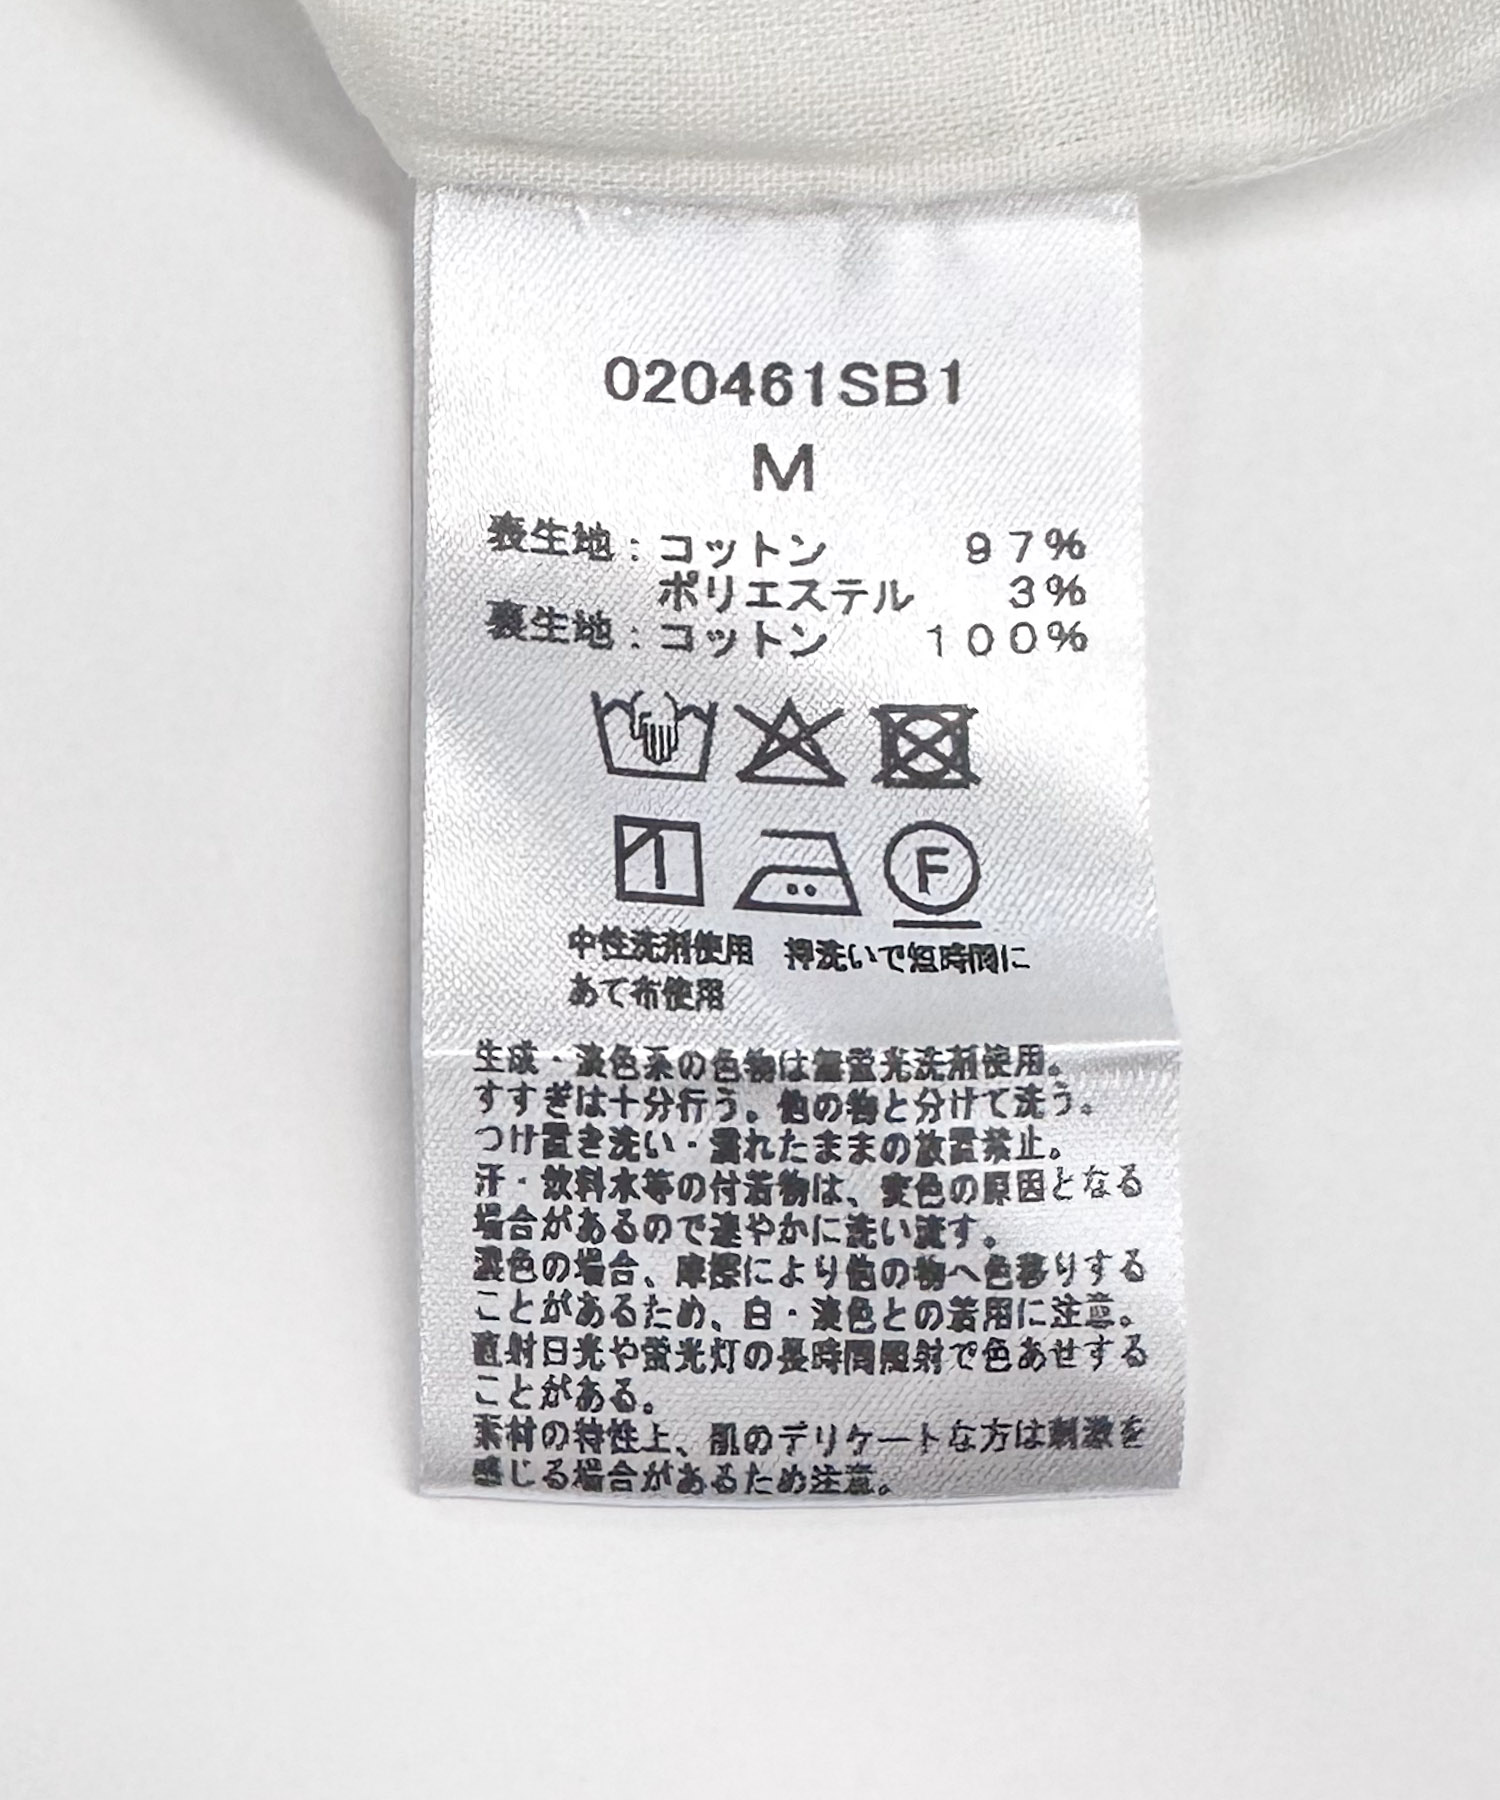 020461SB1
M
表生地:コットン 97%
ポリエステル 3%
裏生地:コットン 100%
1
F
中性洗剤使用 押洗いで短時間に
あて布使用
生成・淡色系の色物は無蛍光洗剤使用。
すすぎは十分行う。他の物と分けて洗う。
つけ置き洗い・濡れたままの放置禁止。
汗・飲料水等の付着物は、変色の原因となる
場合があるので速やかに洗い流す。
濃色の場合、摩擦により他の物へ色移りする
ことがあるため、白・淡色との着用に注意。
直射日光や蛍光灯の長時間照射で色あせする
ことがある。
素材の特性上、肌のデリケートな方は刺激を
感じる場合があるため注意。